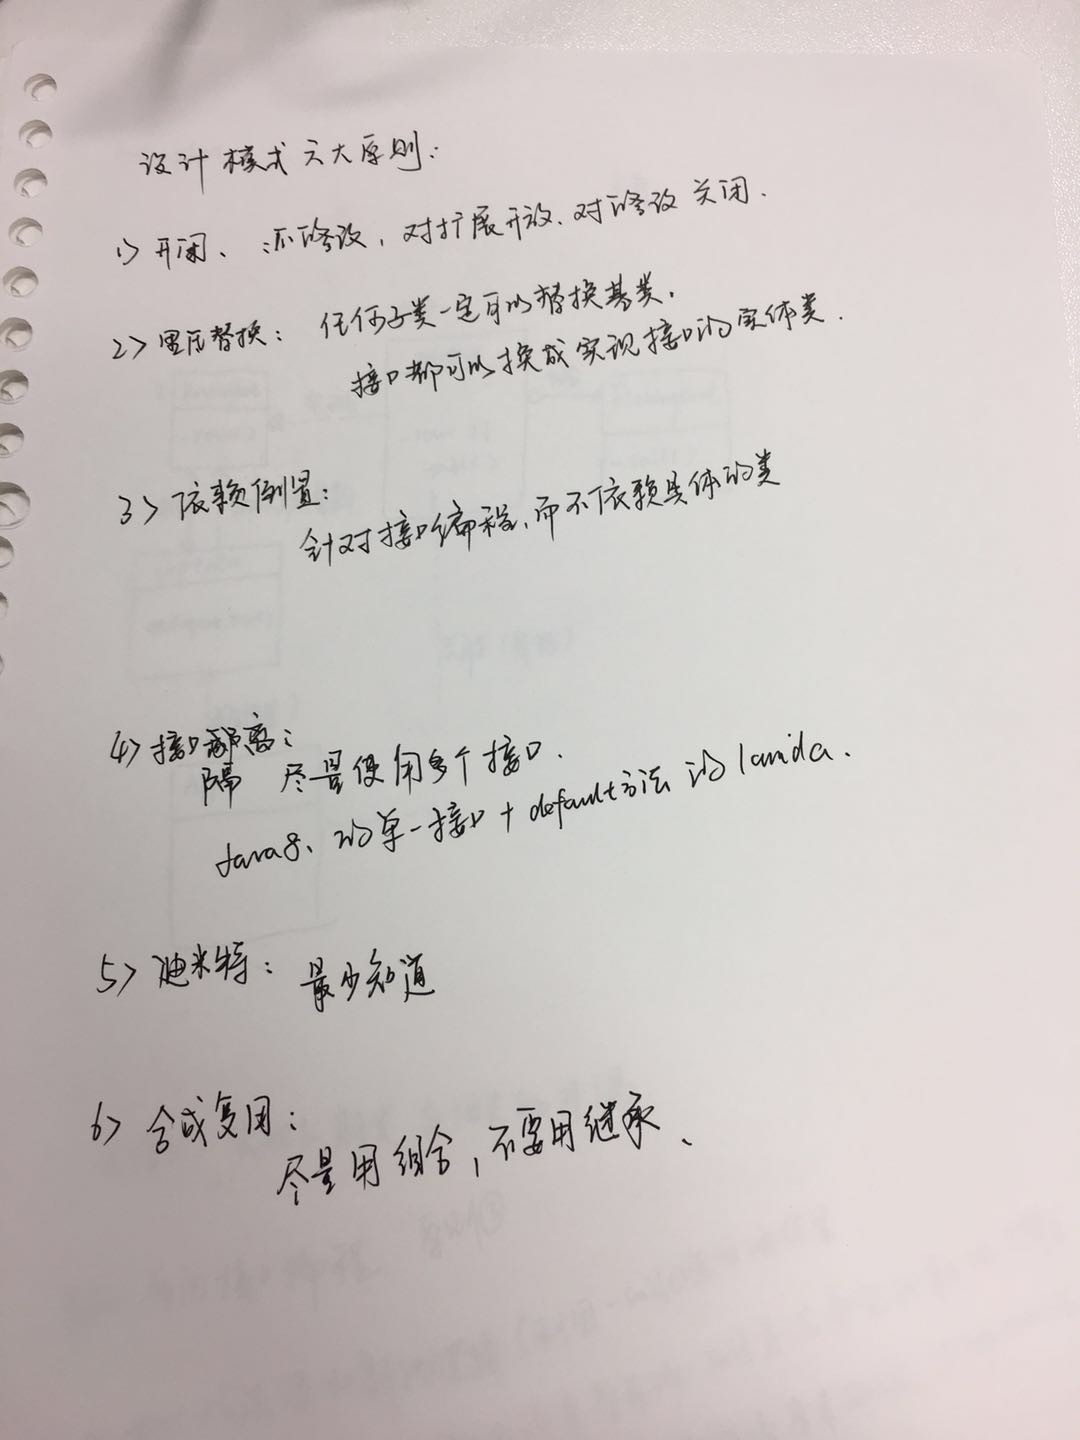 设计模式六大原则:
1> 开闭、 :不修改, 对扩展开放、对修改关闭.
2> 里氏替换: 任何子类一定可以替换基类.
接口都可以换成实现接口的实体类.
3> 依赖倒置:
针对接口编程,而不依赖具体的类
4> 接口离:
隔 尽量使用多个接口.
Java8、的单一接口+default方法的lamda.
5> 迪米特: 最少知道
6> 合成复用:
尽量用组合,不要用继承、